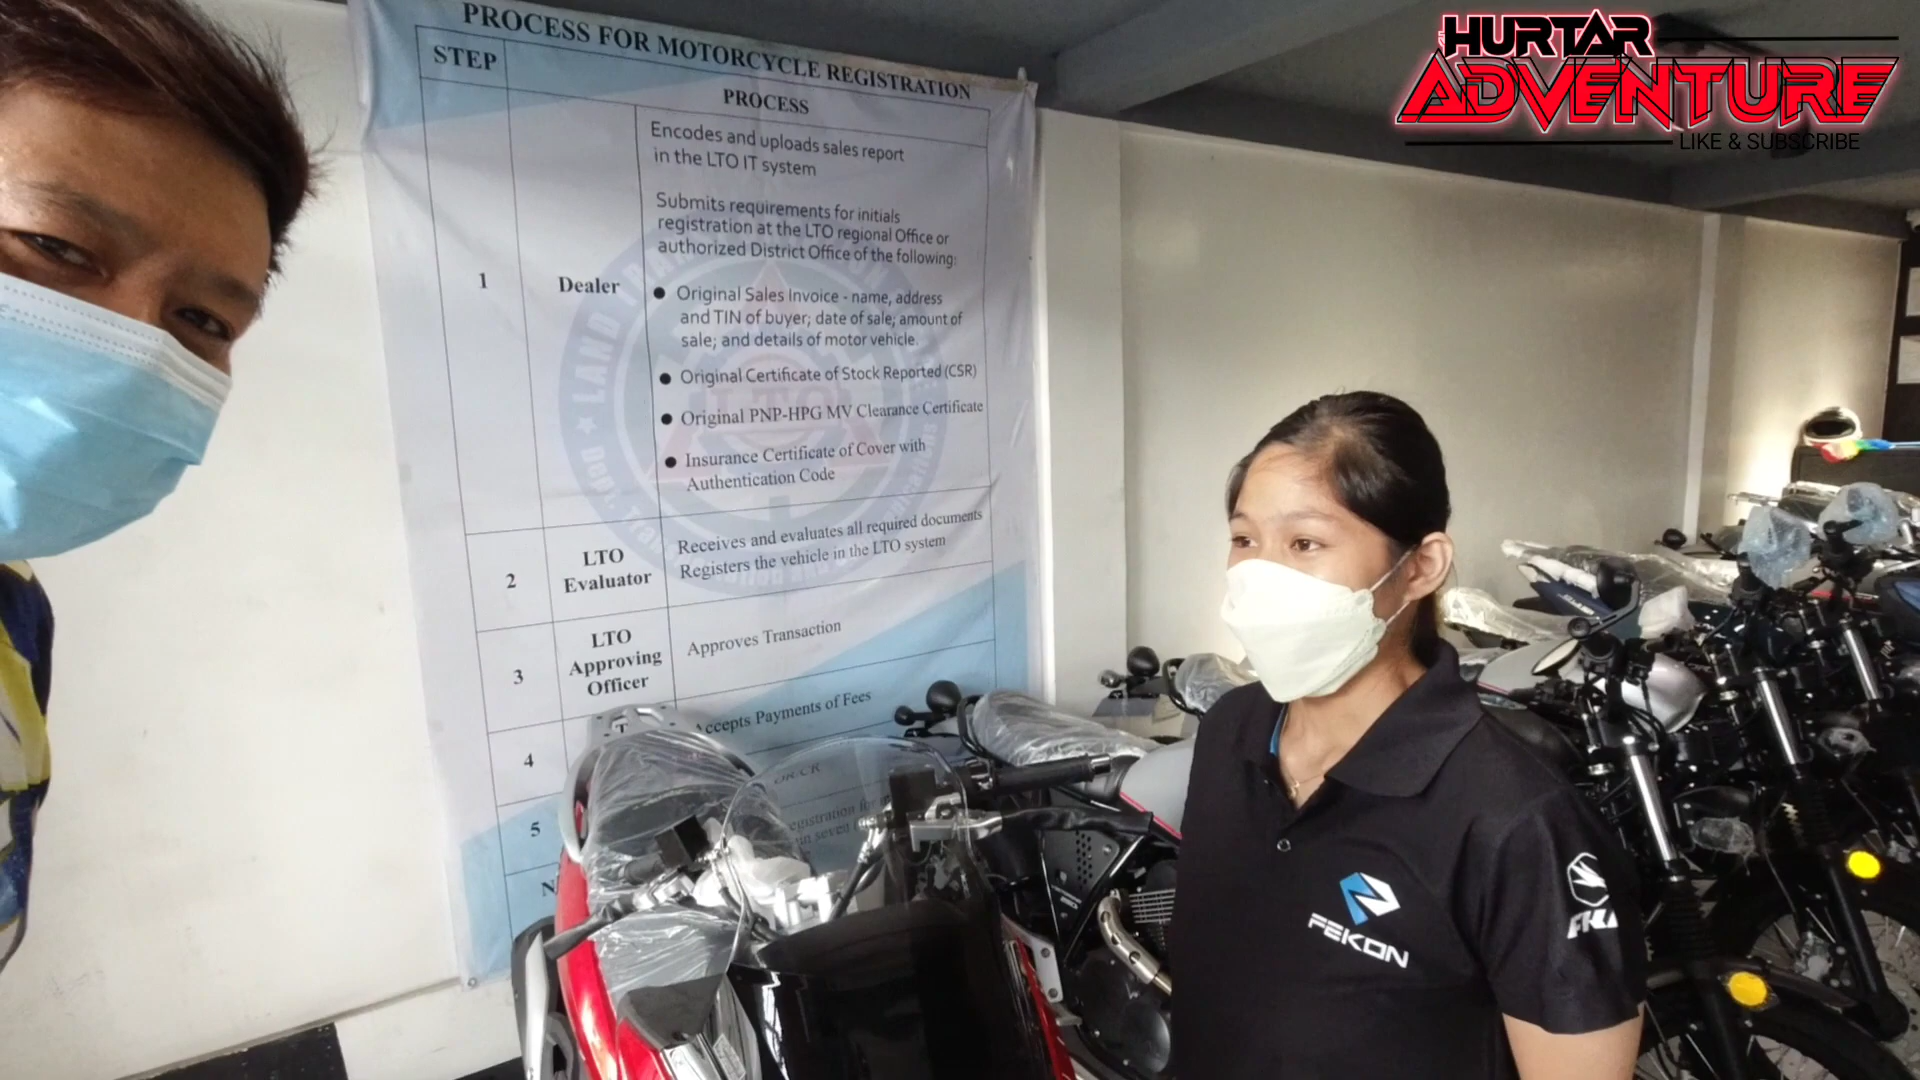 HURTAR
ADVENTURE
LIKE & SUBSCRIBE
PROCESS FOR MOTORCYCLE REGISTRATION
STEP
PROCESS
1
Dealer
Encodes and uploads sales report
in the LTO IT system
Submits requirements for initials
registration at the LTO regional Office or
authorized District Office of the following:
● Original Sales Invoice - name, address
and TIN of buyer; date of sale; amount of
sale; and details of motor vehicle.
● Original Certificate of Stock Reported (CSR)
● Original PNP-HPG MV Clearance Certificate
● Insurance Certificate of Cover with
Authentication Code
2
LTO
Evaluator
Receives and evaluates all required documents
Registers the vehicle in the LTO system
3
LTO
Approving
Officer
Approves Transaction
4
Accepts Payments of Fees
5
OR/CR
FEKON